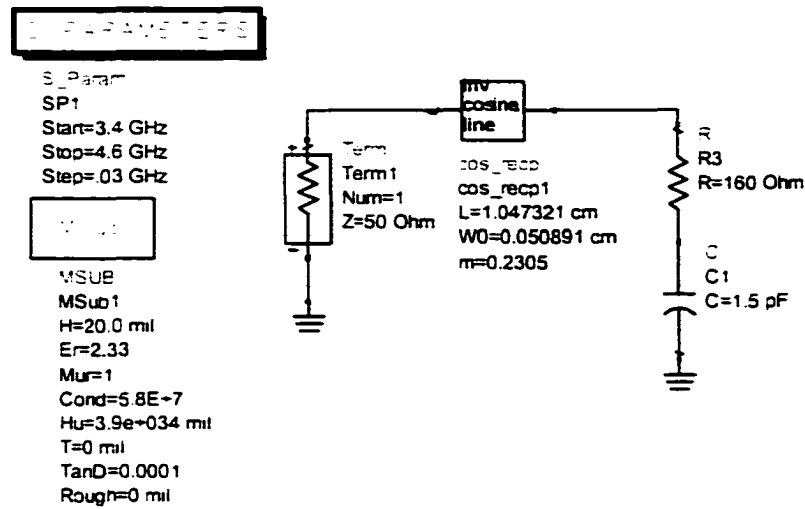 S_PARAMETERS
S_Param
SP1
Start=3.4 GHz
Stop=4.6 GHz
Step=.03 GHz
MSUB
MSub1
H=20.0 mil
Er=2.33
Mur=1
Cond=5.8E+7
Hu=3.9e+034 mil
T=0 mil
TanD=0.0001
Rough=0 mil
+
Term
Term1
Num=1
Z=50 Ohm
-
inv
cosine
line
cos_recp
cos_recp1
L=1.047321 cm
W0=0.050891 cm
m=0.2305
R
R3
R=160 Ohm
C
C1
C=1.5 pF